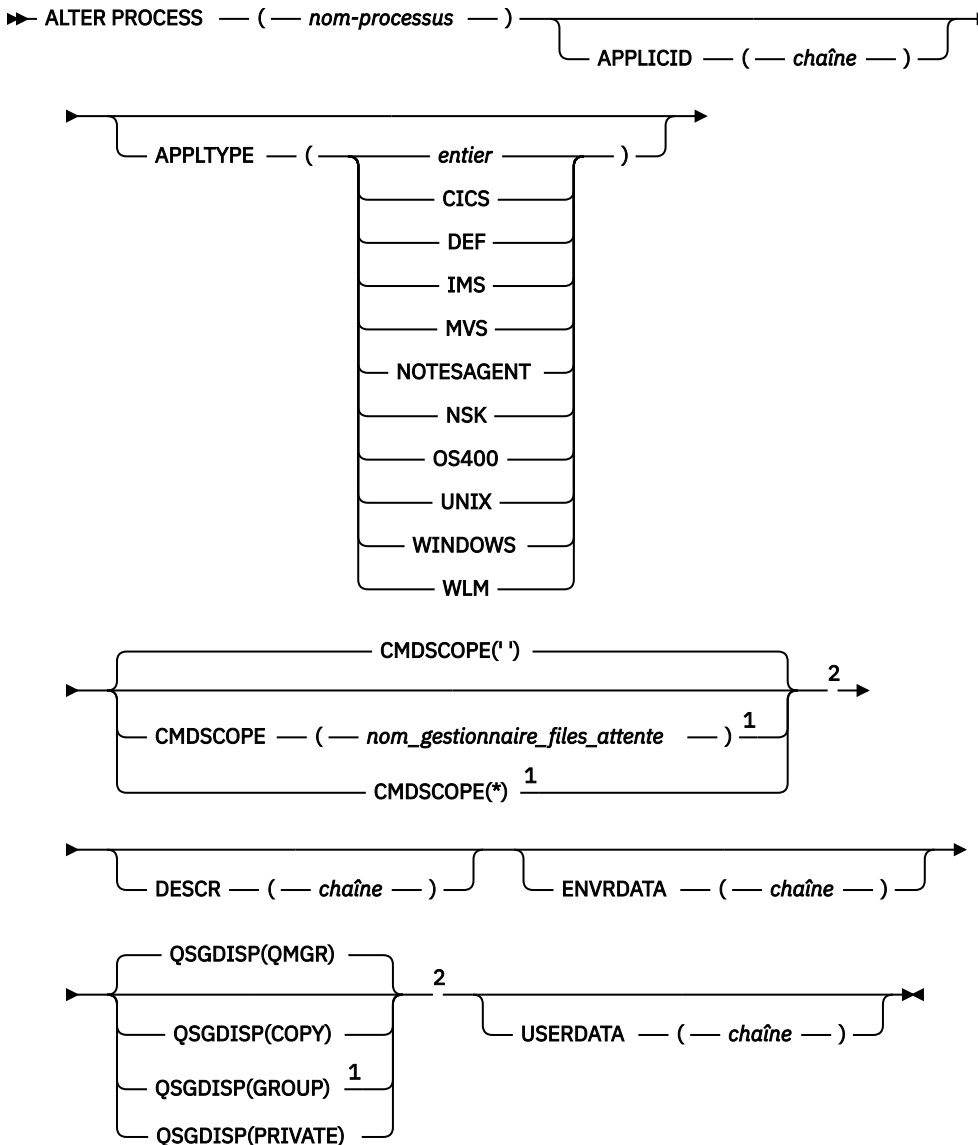 ALTER PROCESS ( nom-processus )
APPLICID ( chaîne )
APPLTYPE ( entier )
CICS
DEF
IMS
MVS
NOTESAGENT
NSK
OS400
UNIX
WINDOWS
WLM
CMDSCOPE(' ')
2
CMDSCOPE ( nom_gestionnaire_files_attente ) 1
CMDSCOPE(*) 1
DESCR ( chaîne ) ENVRDATA ( chaîne )
QSGDISP(QMGR)
2
QSGDISP(COPY) USERDATA ( chaîne )
QSGDISP(GROUP) 1
QSGDISP(PRIVATE)